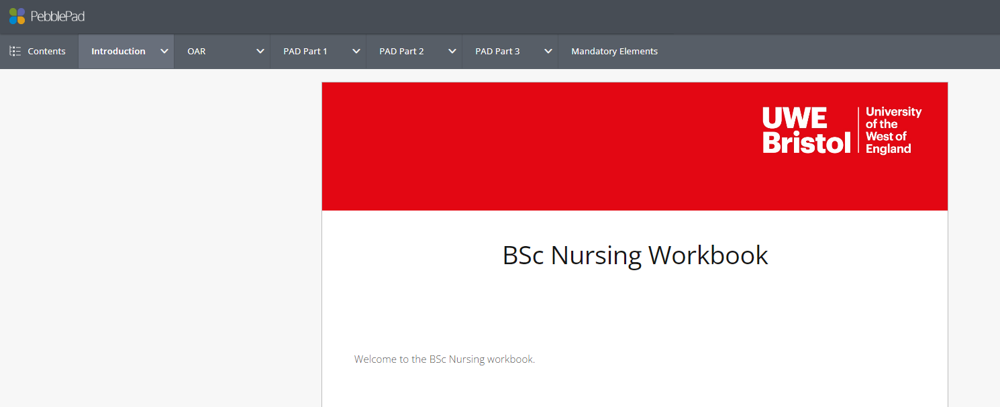 PebblePad
Contents Introduction OAR PAD Part 1 PAD Part 2 PAD Part 3 Mandatory Elements
UWE
Bristol
University
of the
West of
England
BSc Nursing Workbook
Welcome to the BSc Nursing workbook.